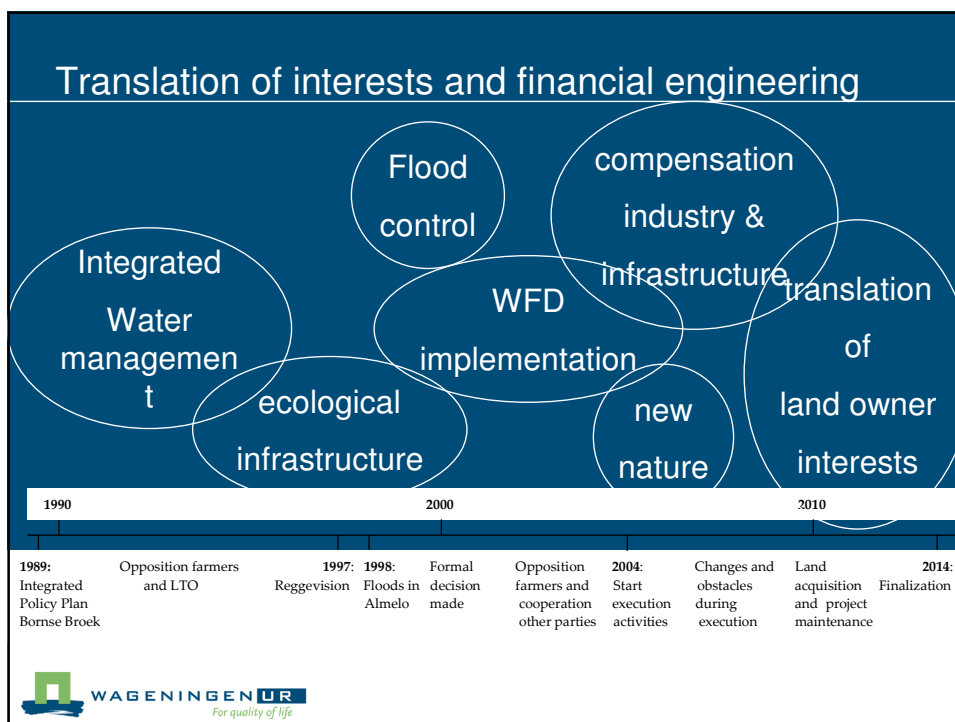 Translation of interests and financial engineering
Flood
control
compensation
industry &
infrastructure
Integrated
Water
managemen
t
WFD
implementation
translation
of
land owner
interests
ecological
infrastructure
new
nature
1990
2000
2010
1989:
Integrated
Policy Plan
Bornse Broek
Opposition farmers
and LTO
1997:
Reggevision
1998:
Floods in
Almelo
Formal
decision
made
Opposition
farmers and
cooperation
other parties
2004:
Start
execution
activities
Changes and
obstacles
during
execution
Land
acquisition
and project
maintenance
2014:
Finalization
WAGENINGEN UR
For quality of life